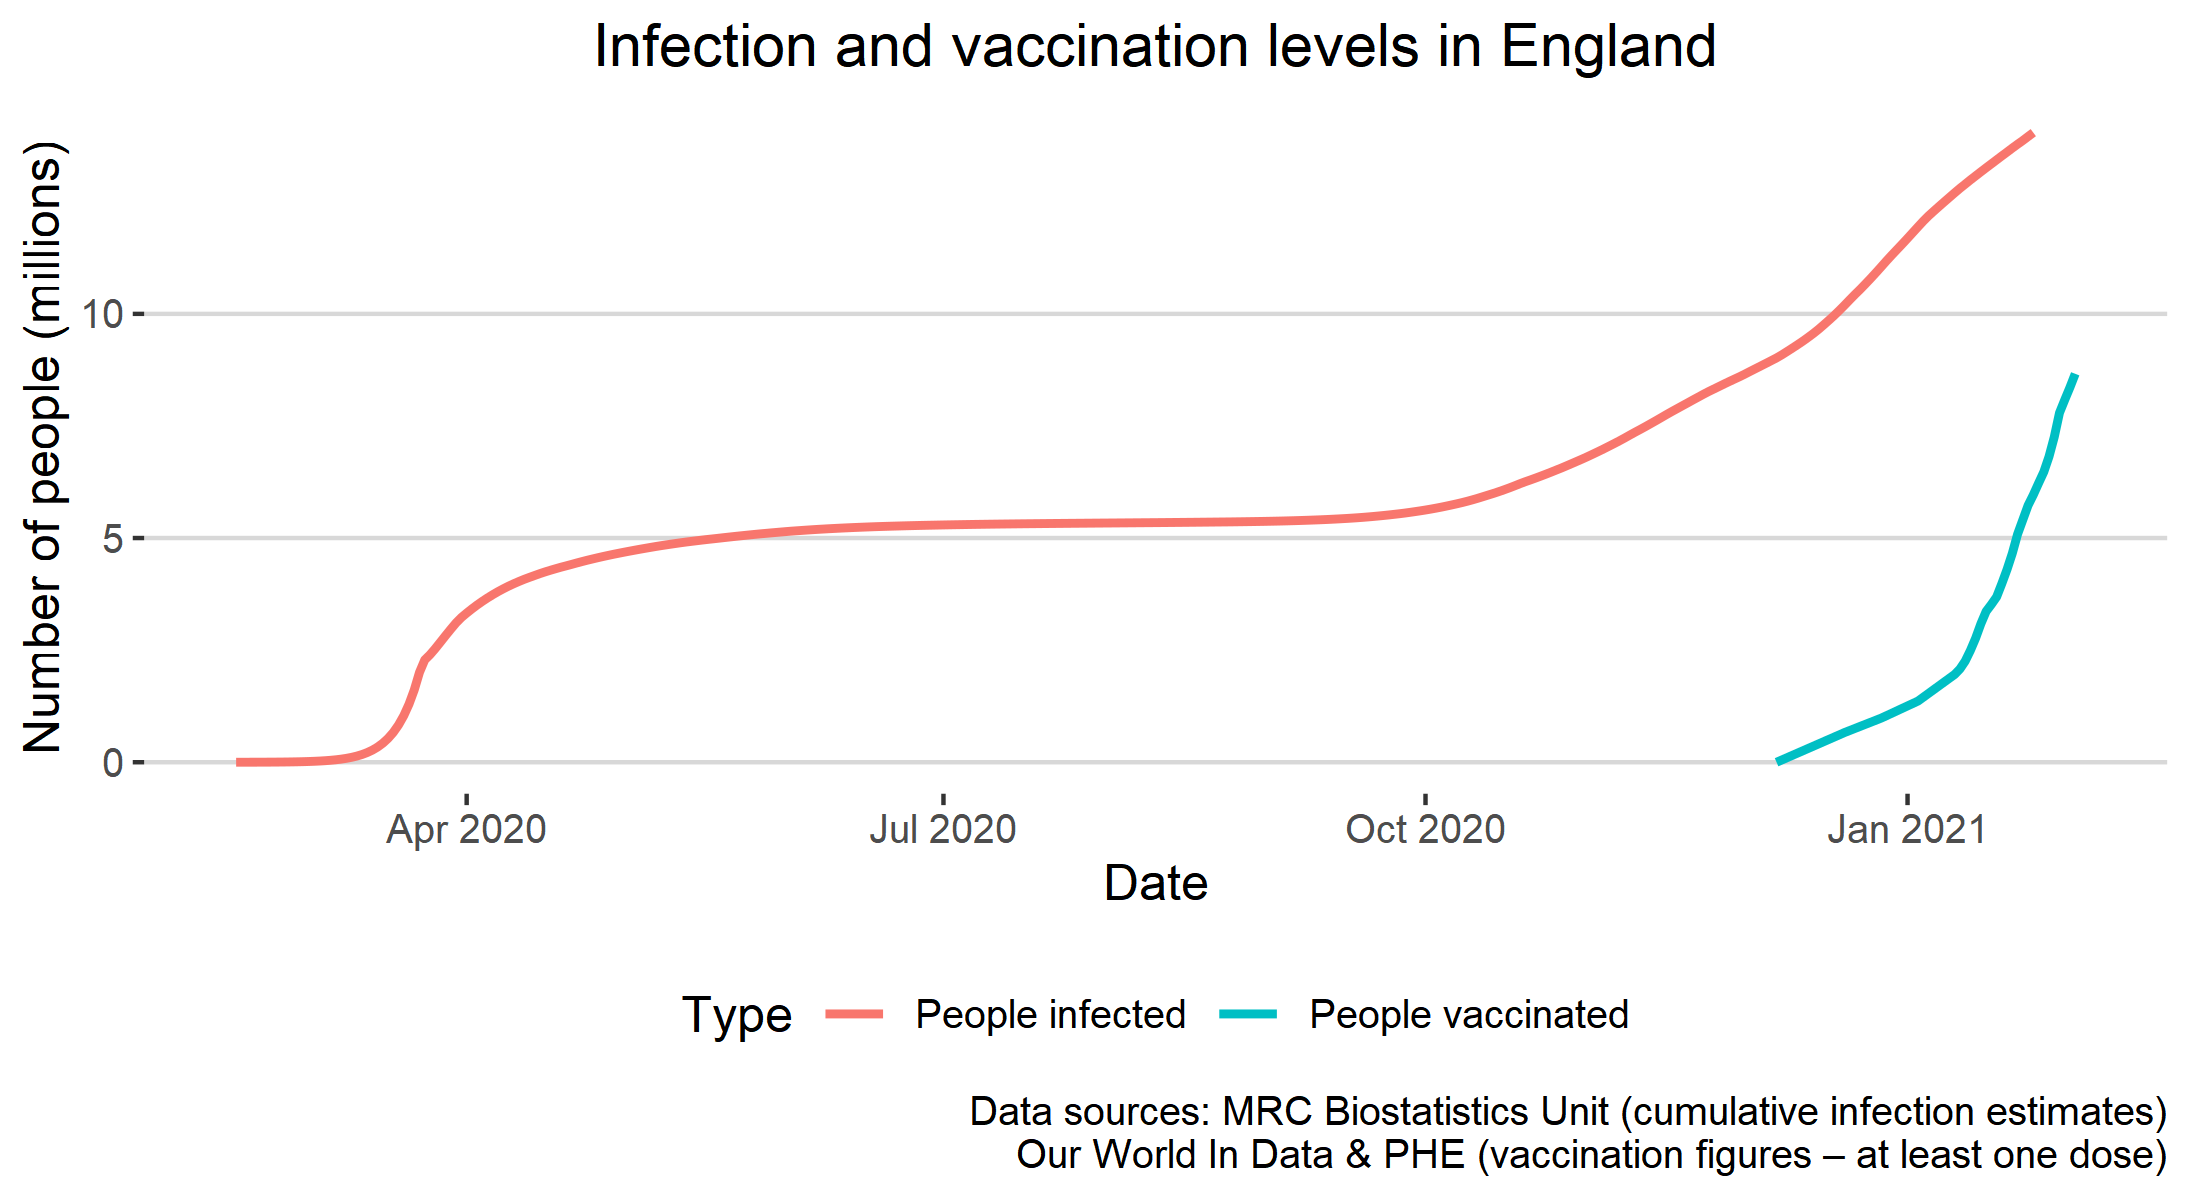 Infection and vaccination levels in England
Number of people (millions)
10
5
0
Apr 2020
Jul 2020
Oct 2020
Jan 2021
Date
Type
People infected
People vaccinated
Data sources: MRC Biostatistics Unit (cumulative infection estimates)
Our World In Data & PHE (vaccination figures – at least one dose)